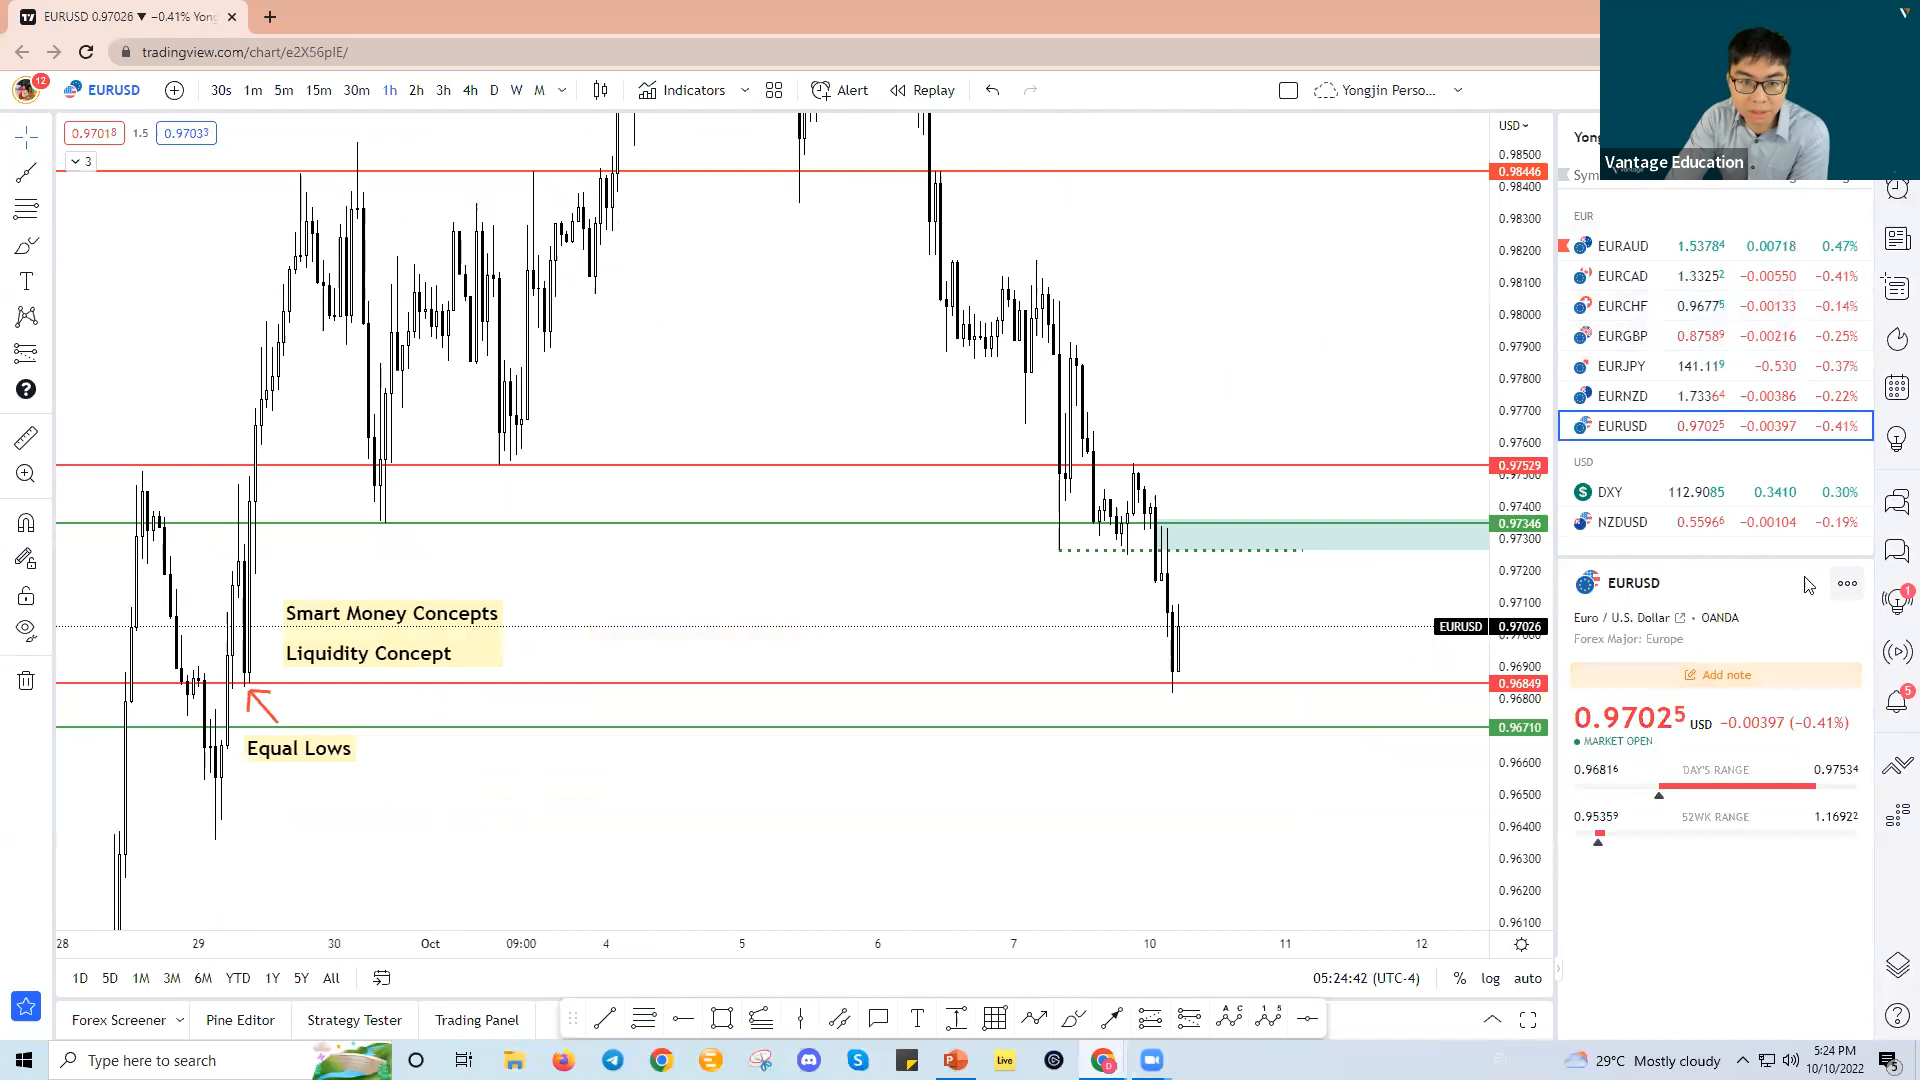 EURUSD 0.97026 ▼ −0.41% Yon
tradingview.com/chart/e2X56pIE/
12
EURUSD
30s 1m 5m 15m 30m 1h 2h 3h 4h D W M
Indicators
Alert
Replay
Yongjin Perso...
0.97018 1.5 0.97033
3
USD
0.98500
0.98446
0.98400
0.98300
0.98200
0.98100
0.98000
0.97900
0.97800
0.97700
0.97600
0.97529
0.97500
0.97400
0.97346
0.97300
0.97200
0.97100
EURUSD 0.97026
0.97000
0.96900
0.96849
0.96800
0.96710
0.96600
0.96500
0.96400
0.96300
0.96200
0.96100
Smart Money Concepts
Liquidity Concept
Equal Lows
28 29 30 Oct 09:00 4 5 6 7 10 11 12
1D 5D 1M 3M 6M YTD 1Y 5Y All
05:24:42 (UTC-4) % log auto
Forex Screener Pine Editor Strategy Tester Trading Panel
Vantage Education
Yong
Sym
EUR
EURAUD 1.53784 0.00718 0.47%
EURCAD 1.33252 −0.00550 −0.41%
EURCHF 0.96775 −0.00133 −0.14%
EURGBP 0.87589 −0.00216 −0.25%
EURJPY 141.119 −0.530 −0.37%
EURNZD 1.73364 −0.00386 −0.22%
EURUSD 0.97025 −0.00397 −0.41%
USD
DXY 112.9085 0.3410 0.30%
NZDUSD 0.55966 −0.00104 −0.19%
EURUSD
Euro / U.S. Dollar • OANDA
Forex Major: Europe
Add note
0.97025 USD −0.00397 (−0.41%)
MARKET OPEN
0.96816 DAY'S RANGE 0.97534
0.95359 52WK RANGE 1.16922
1
5
Type here to search
Live
29°C Mostly cloudy
5:24 PM
10/10/2022
5